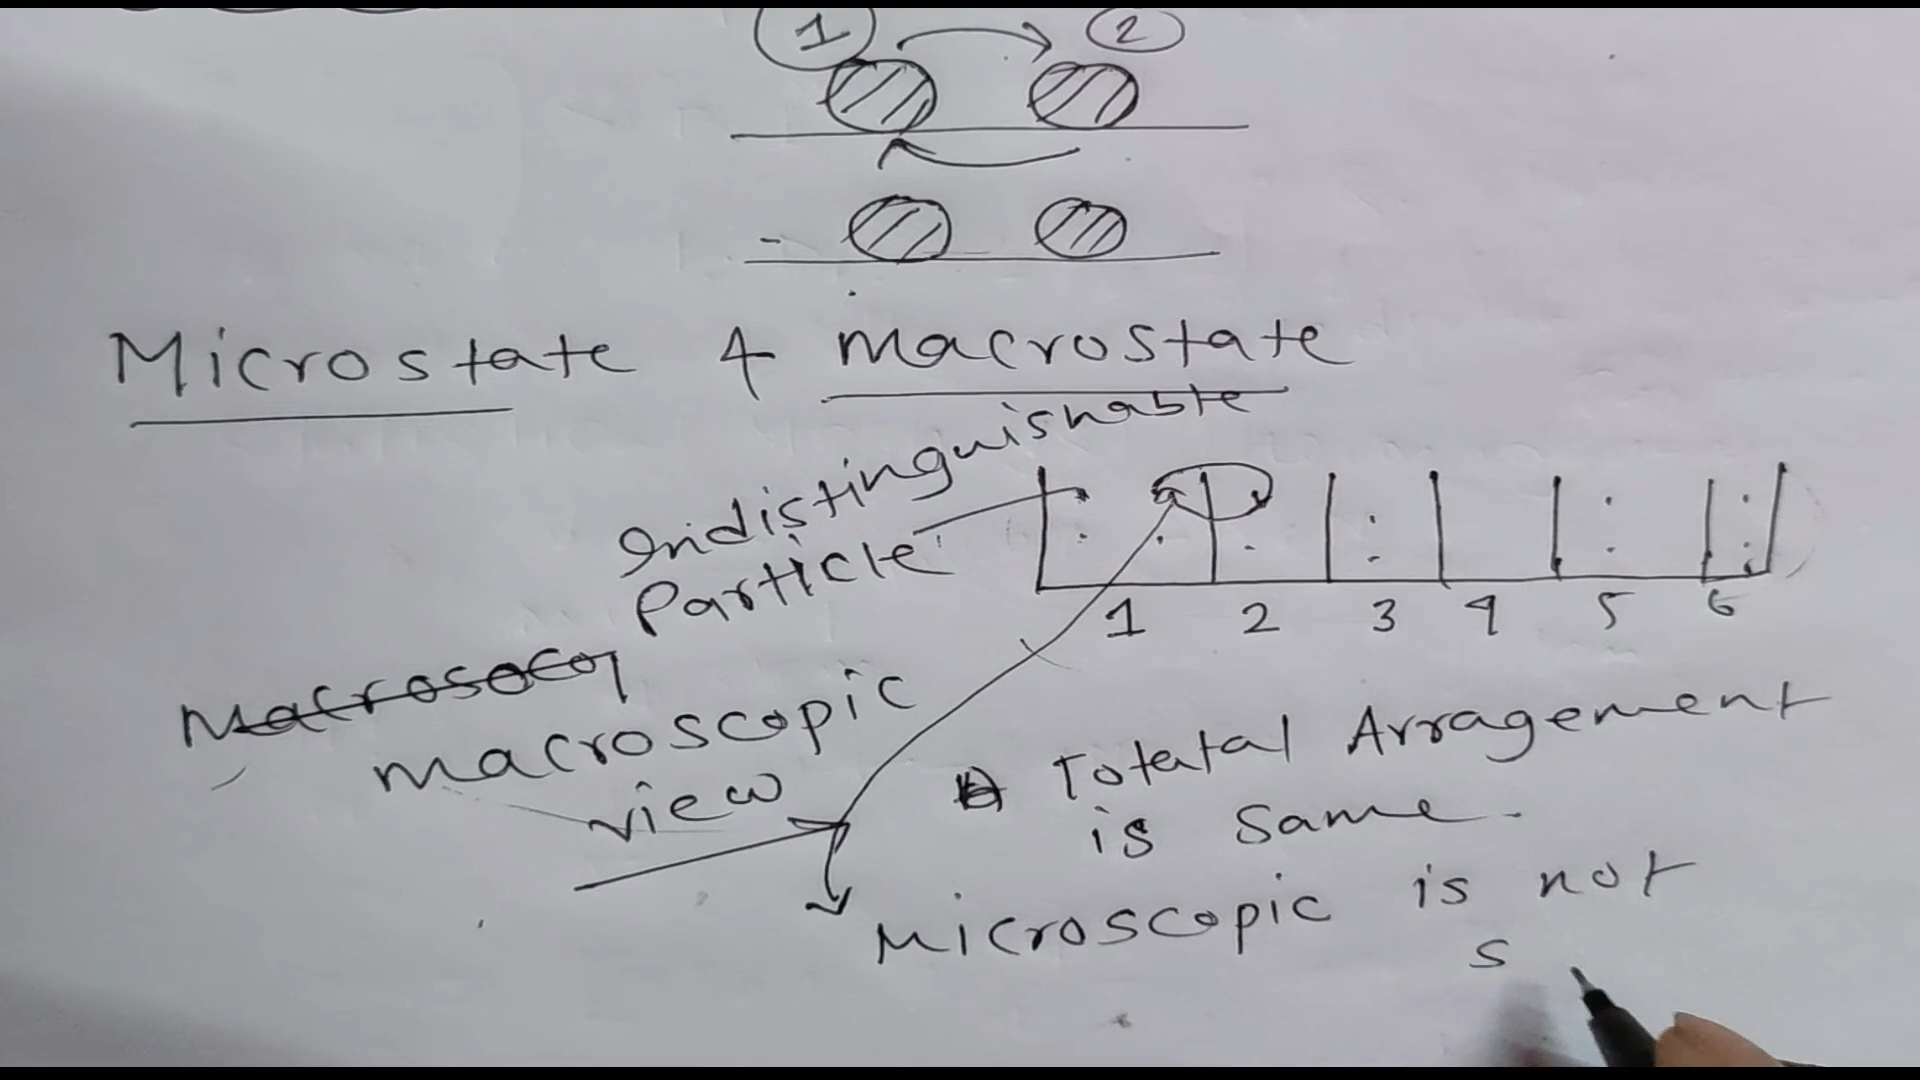 1 2
Microstate & macrostate
Indistinguishable
Particle
1 2 3 4 5 6
Macrosocoy
macroscopic
view
Totatal Arragement
is same.
Microscopic is not
s